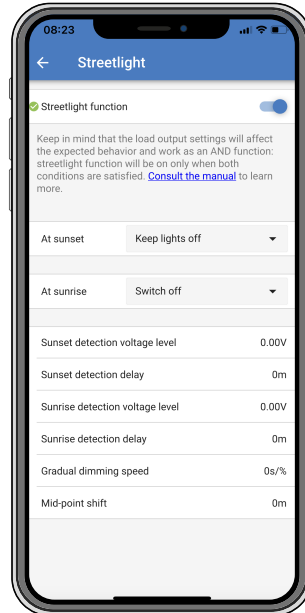 08:23
Streetlight
Streetlight function
Keep in mind that the load output settings will affect
the expected behavior and work as an AND function:
streetlight function will be on only when both
conditions are satisfied. Consult the manual to learn
more.
At sunset Keep lights off
At sunrise Switch off
Sunset detection voltage level 0.00V
Sunset detection delay 0m
Sunrise detection voltage level 0.00V
Sunrise detection delay 0m
Gradual dimming speed 0s/%
Mid-point shift 0m